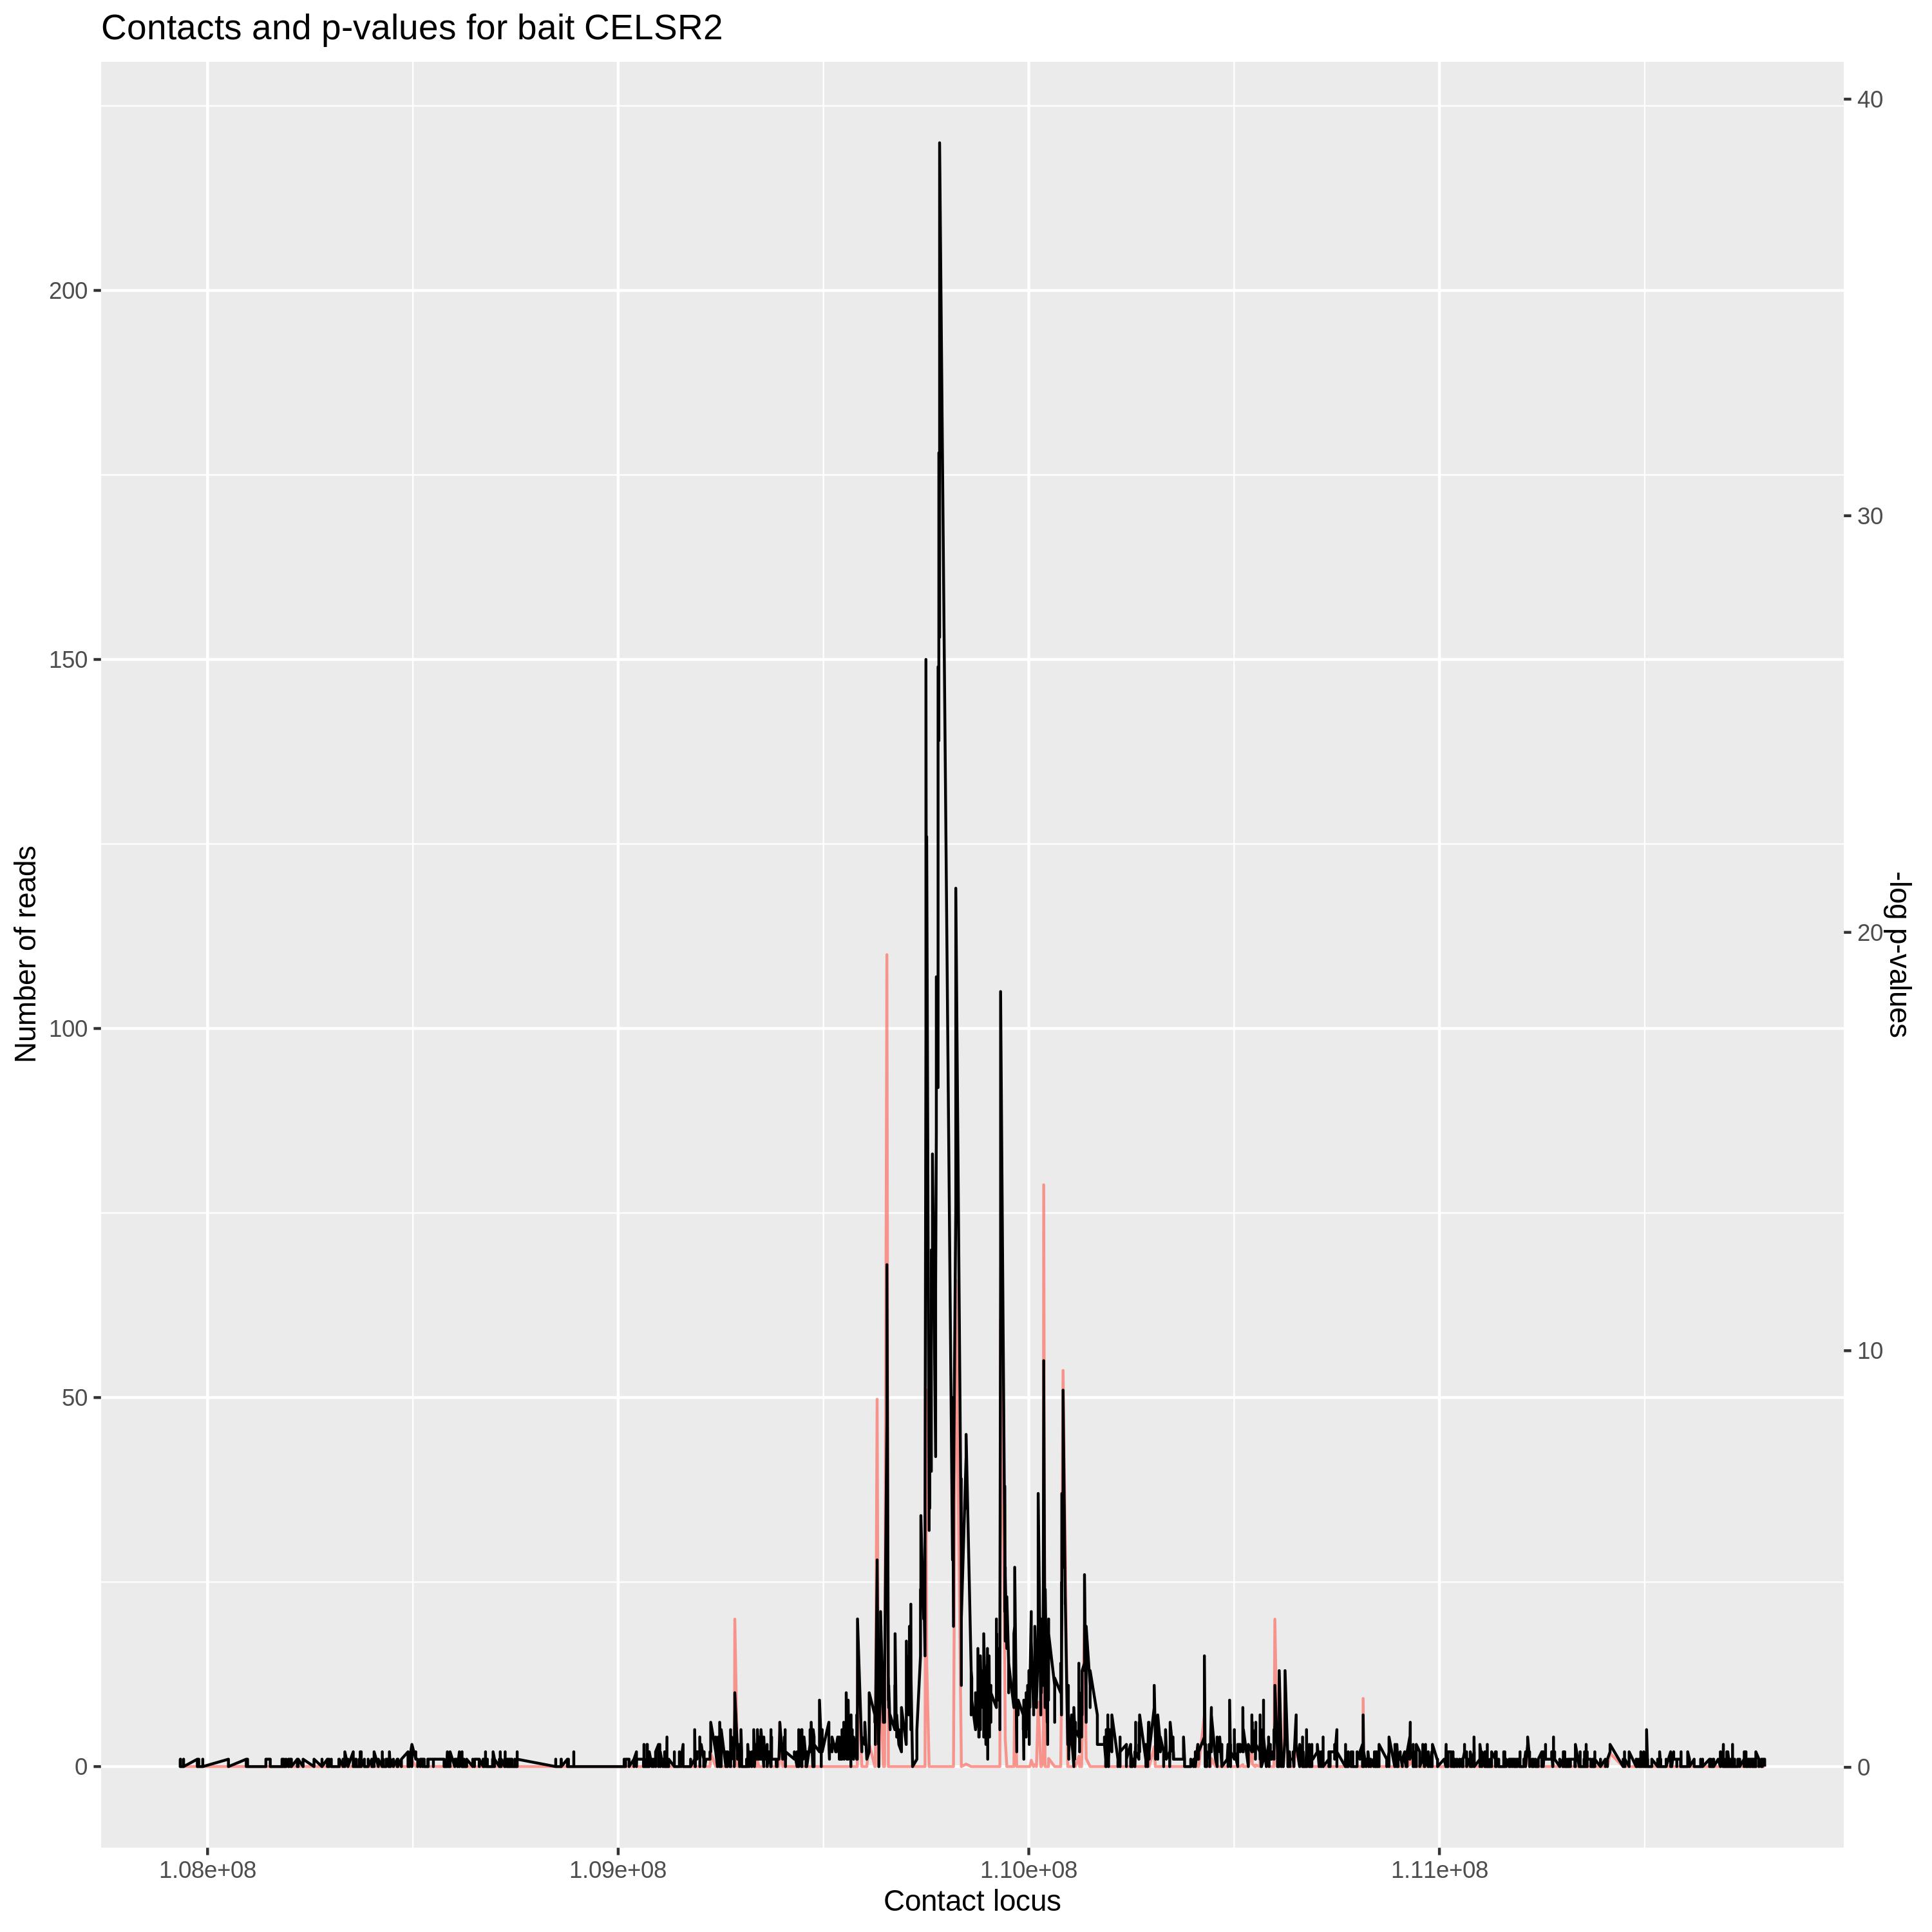 Contacts and p-values for bait CELSR2
Number of reads
200
150
100
50
0
40
30
20
10
0
-log p-values
1.08e+08 1.09e+08 1.10e+08 1.11e+08
Contact locus